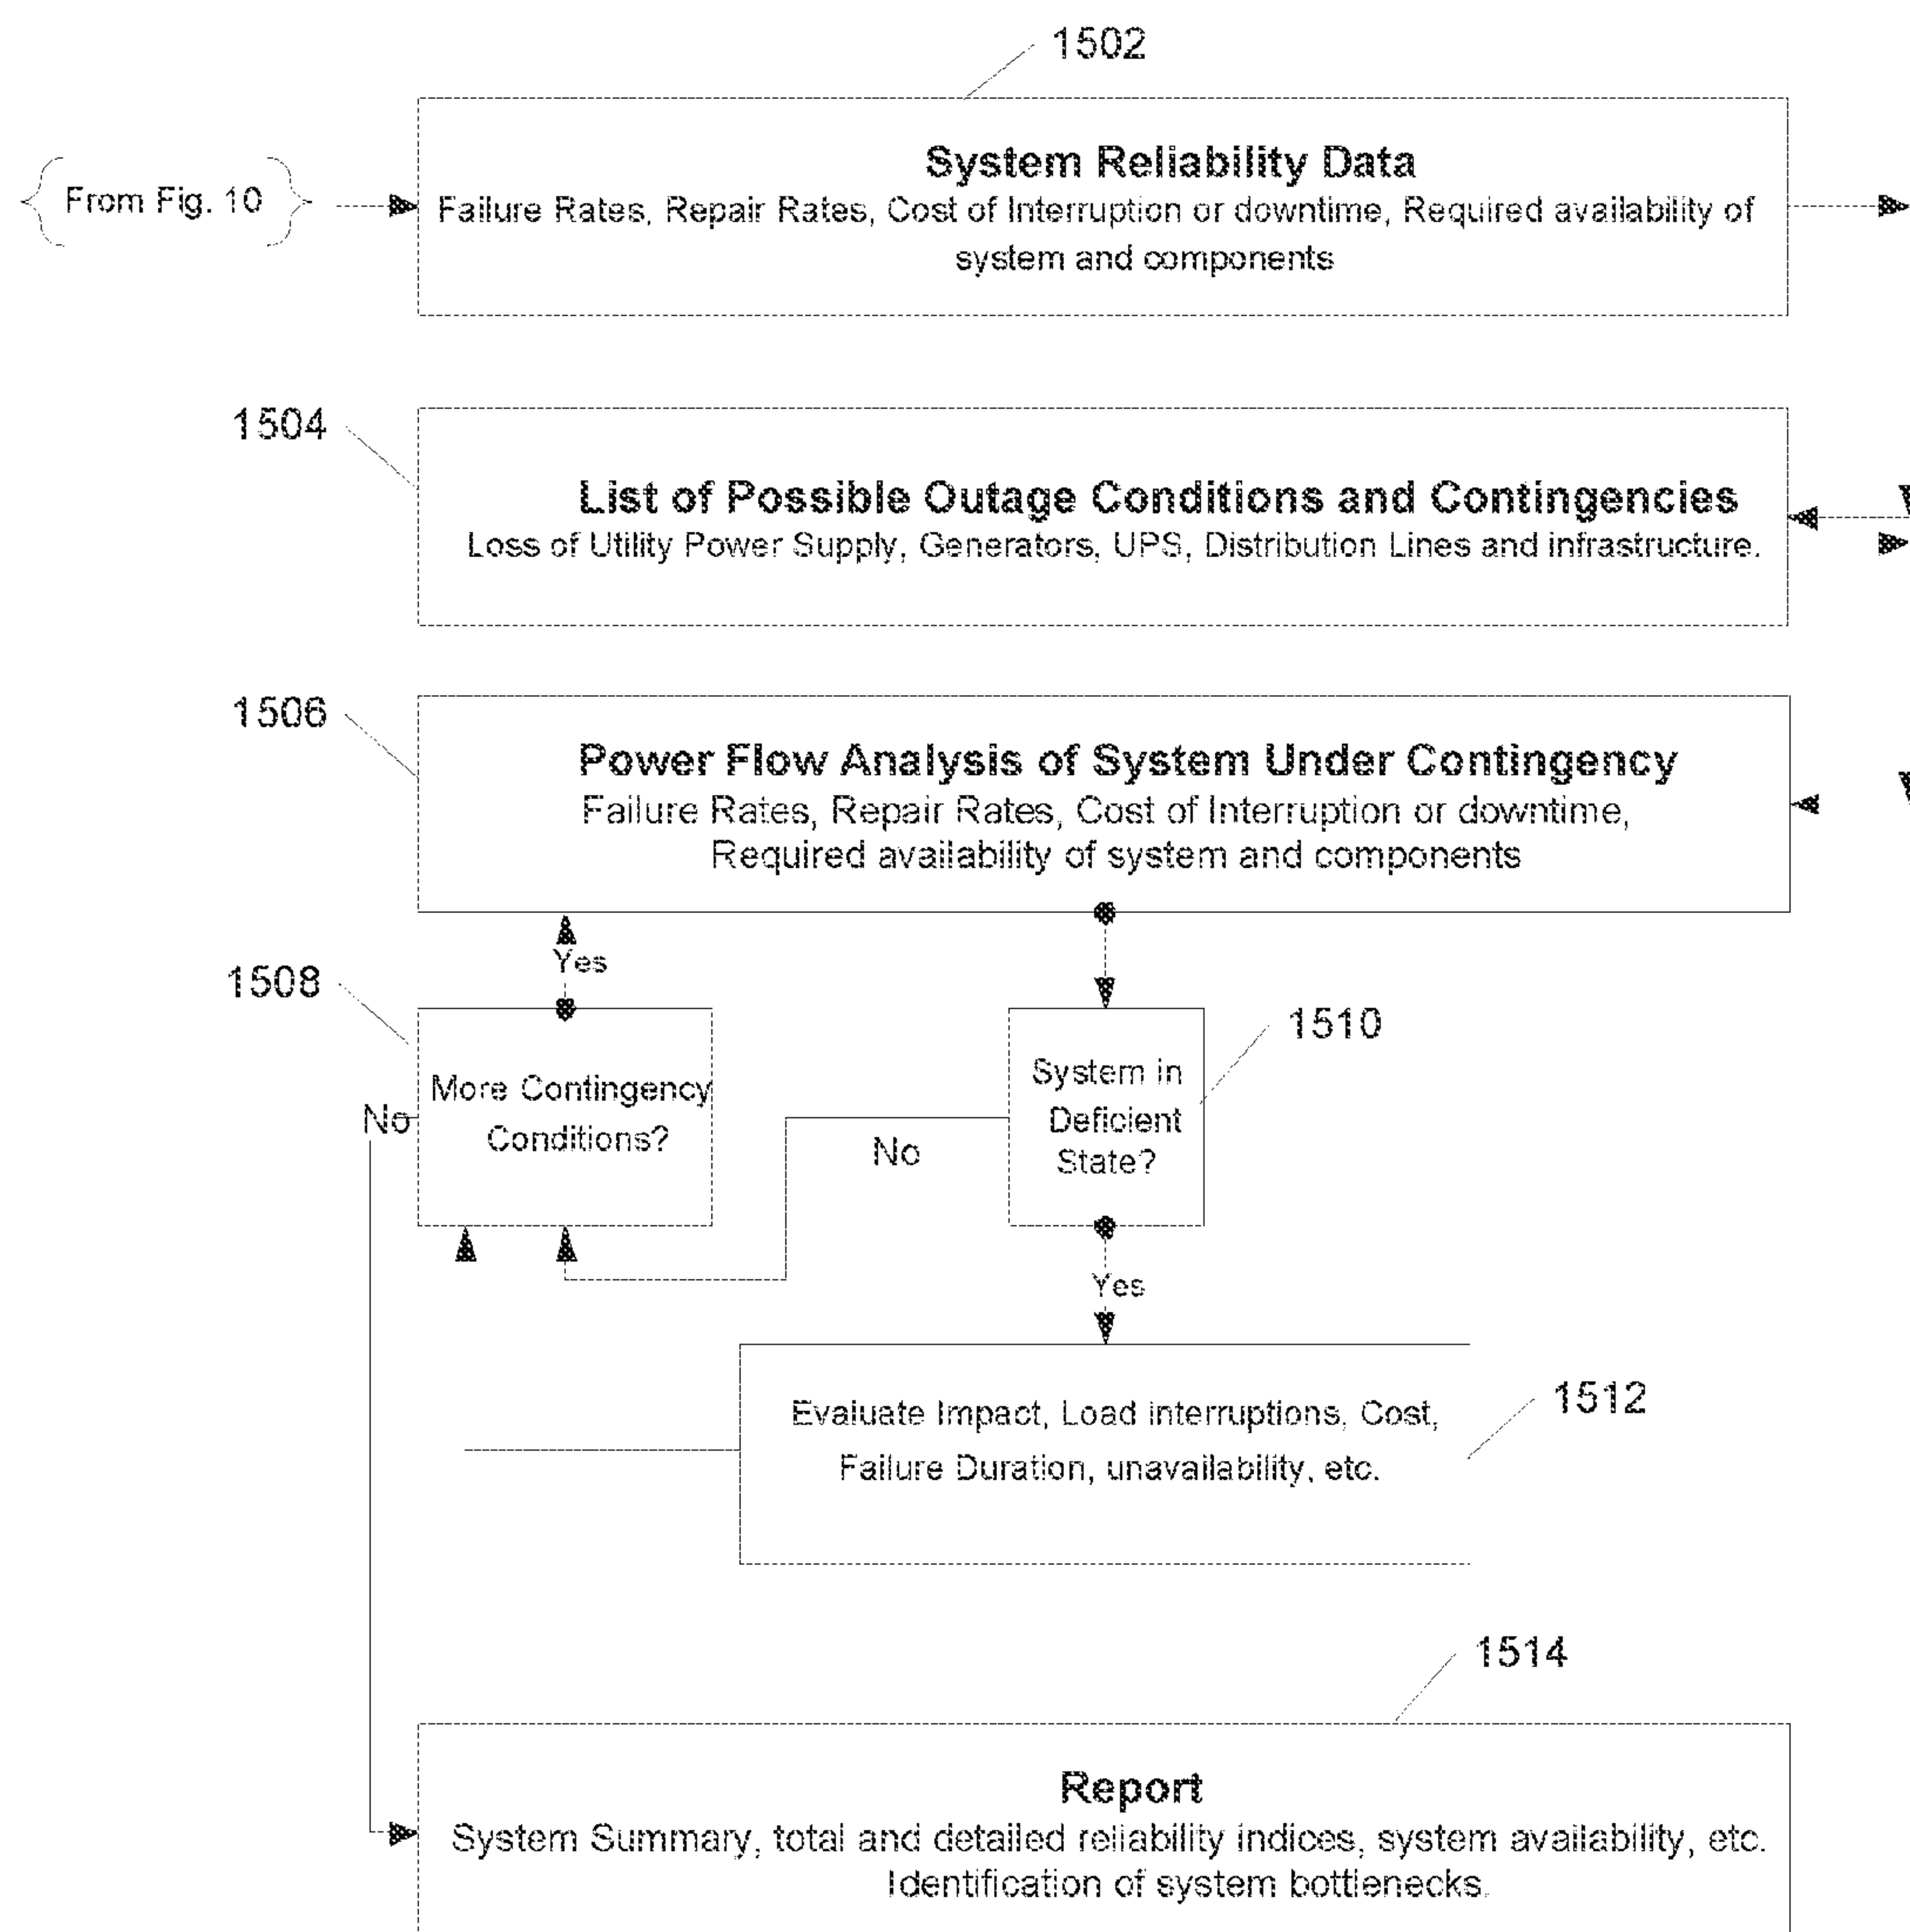 1502
System Reliability Data
From Fig. 10
Failure Rates, Repair Rates, Cost of Interruption or downtime, Required availability of
system and components
1504
List of Possible Outage Conditions and Contingencies
Loss of Utility Power Supply, Generators, UPS, Distribution Lines and infrastructure.
1506
Power Flow Analysis of System Under Contingency
Failure Rates, Repair Rates, Cost of Interruption or downtime,
Required availability of system and components
Yes
1508
More Contingency
Conditions?
No
1510
System in
Deficient
State?
No
Yes
1512
Evaluate Impact, Load interruptions, Cost,
Failure Duration, unavailability, etc.
1514
Report
System Summary, total and detailed reliability indices, system availability, etc.
Identification of system bottlenecks.